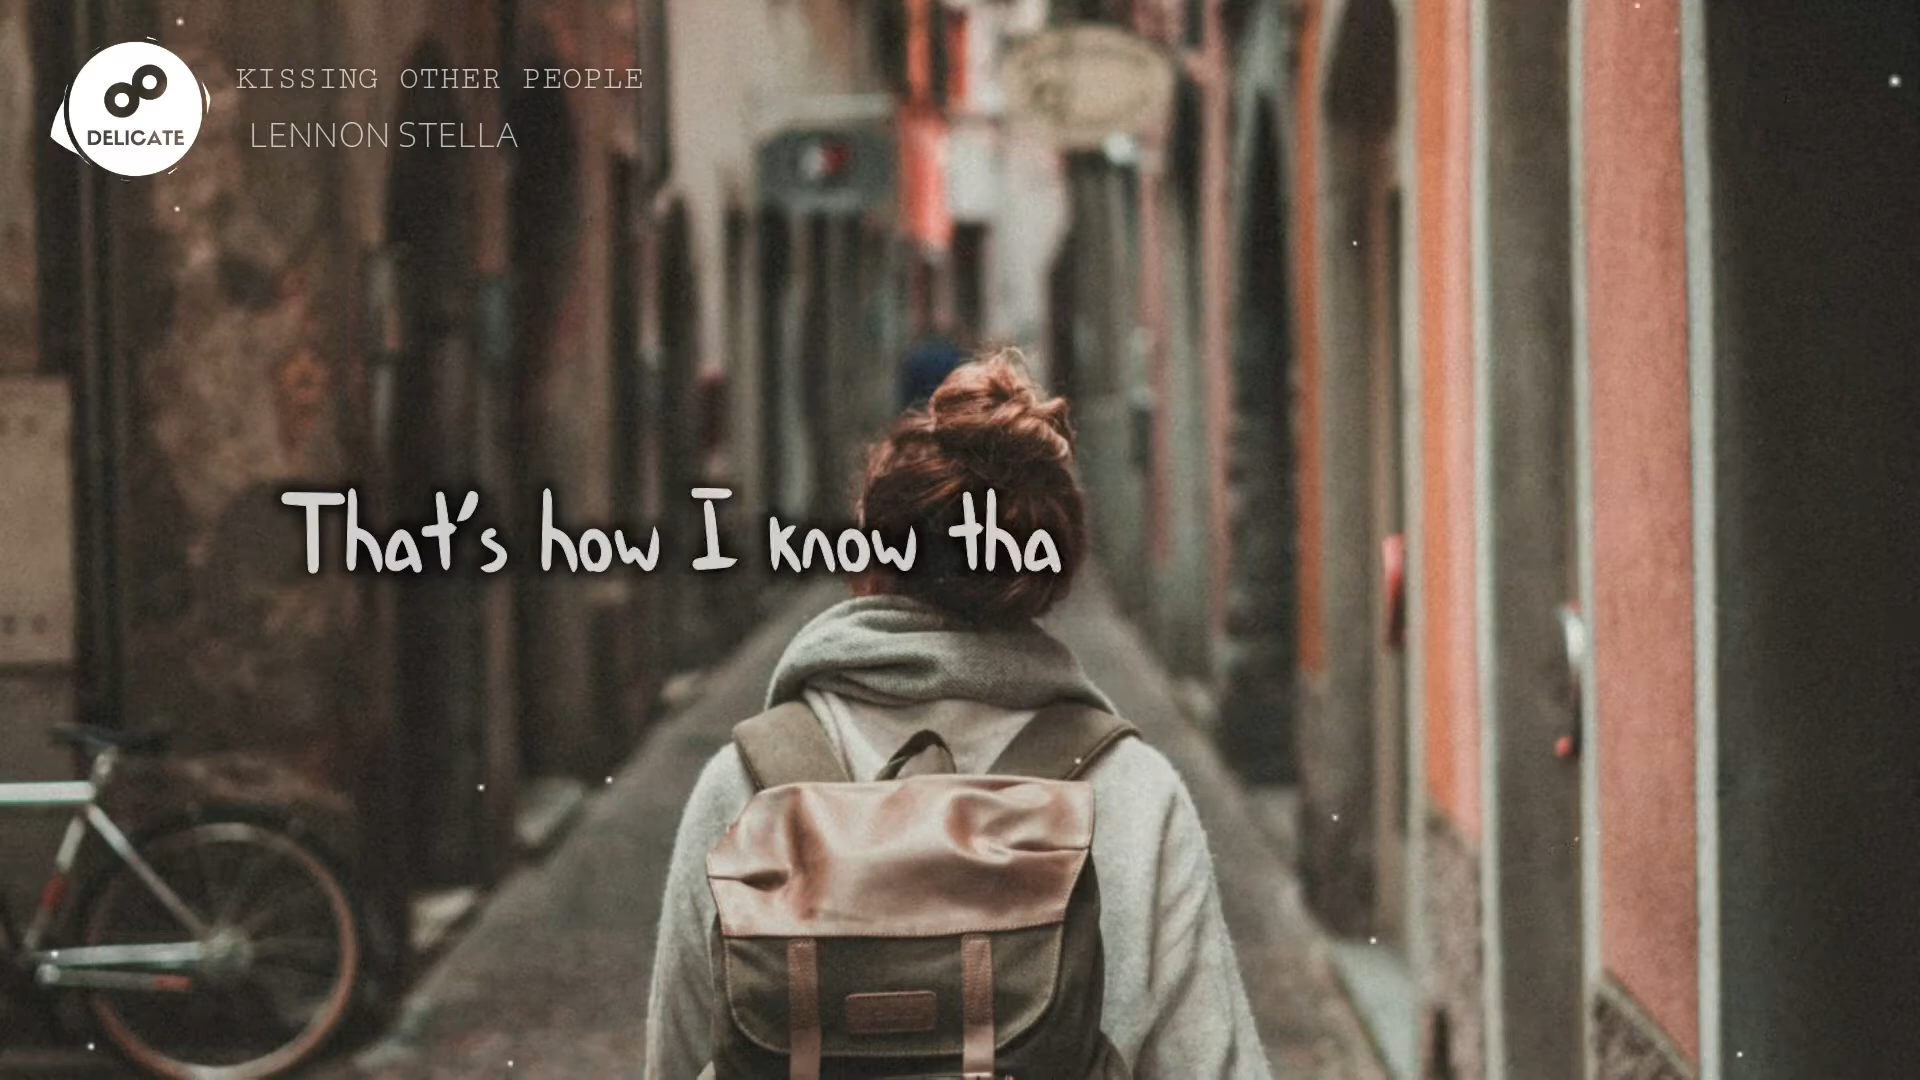 KISSING OTHER PEOPLE
LENNON STELLA
DELICATE
That's how I know tha